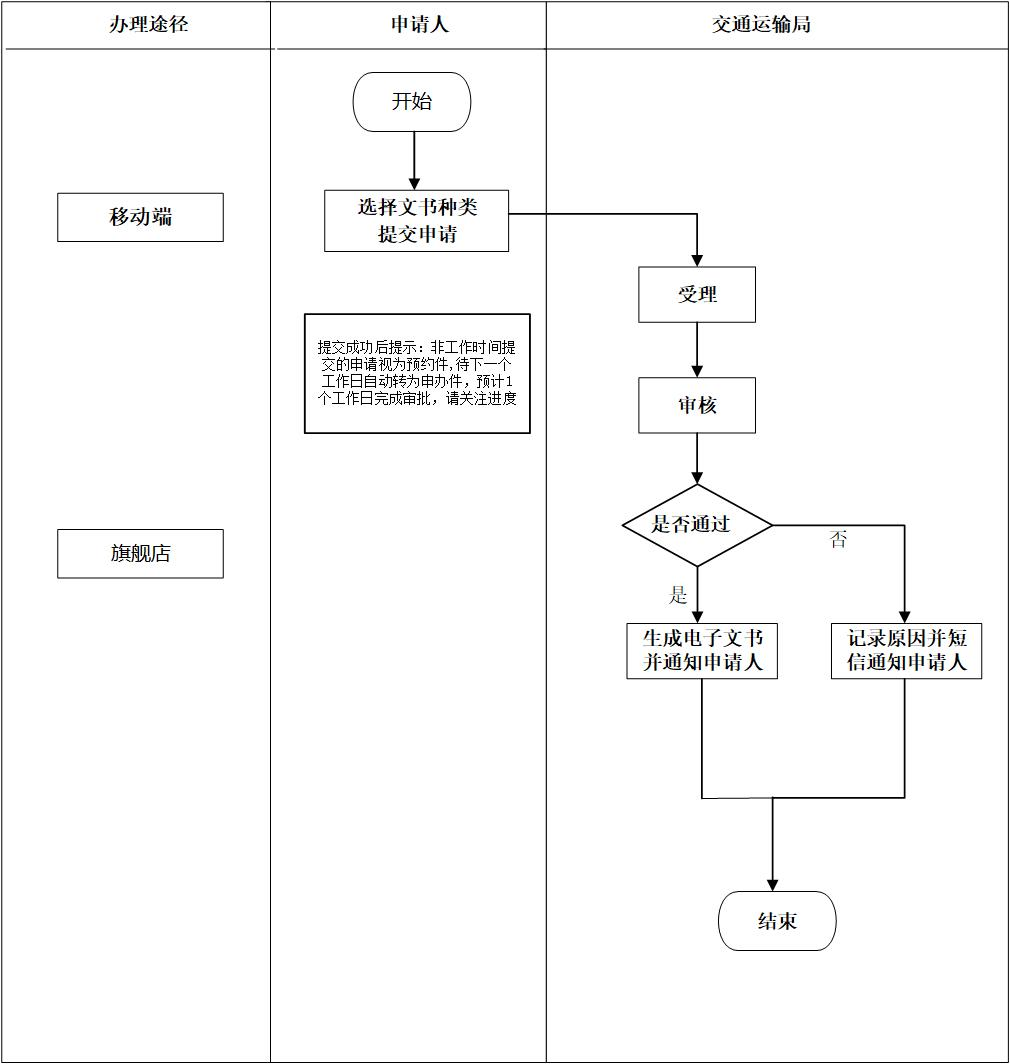 办理途径
申请人
交通运输局
开始
移动端
选择文书种类
提交申请
受理
提交成功后提示：非工作时间提
交的申请视为预约件,待下一个
工作日自动转为申办件，预计1
个工作日完成审批，请关注进度
审核
是否通过
否
旗舰店
是
生成电子文书
并通知申请人
记录原因并短
信通知申请人
结束